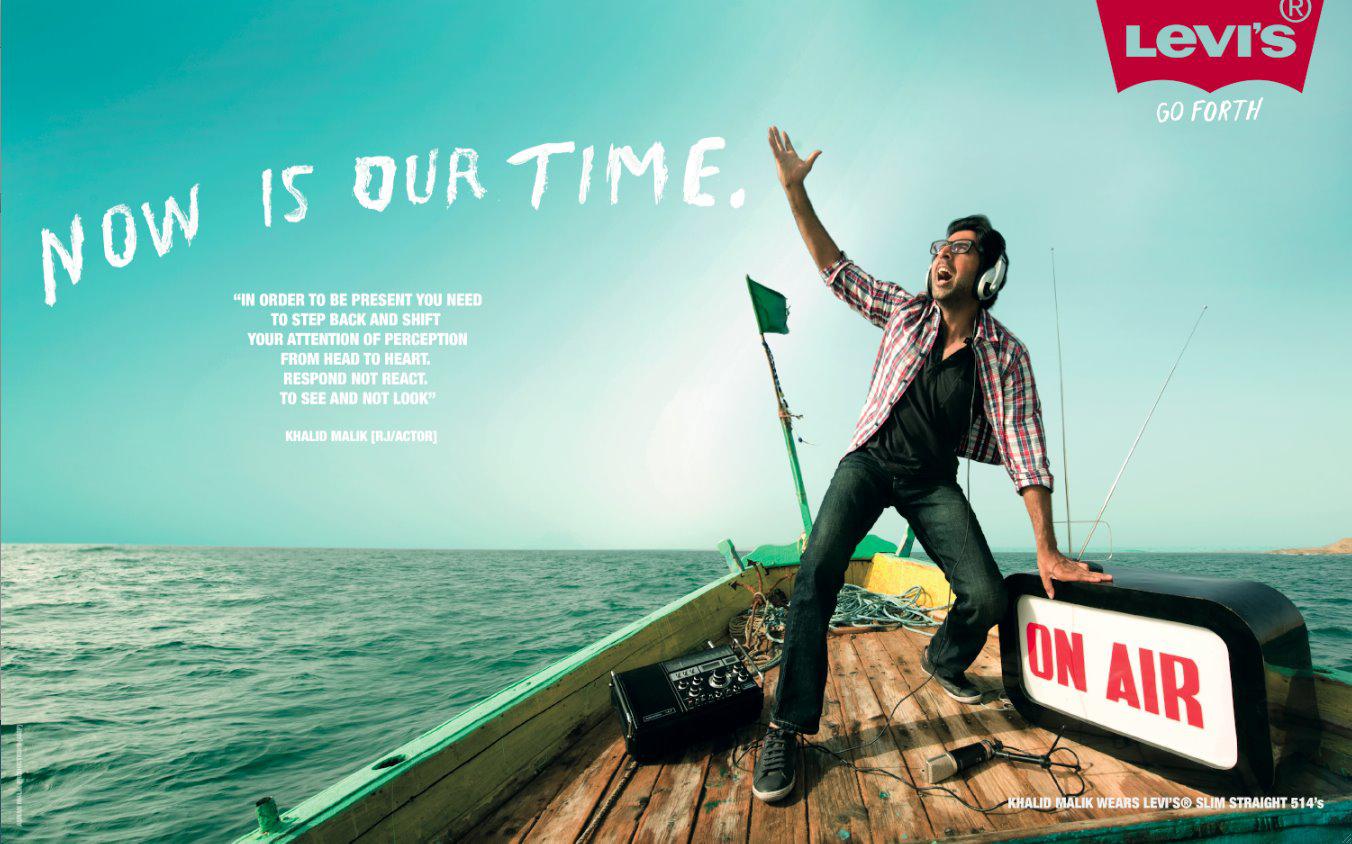 LEVI'S®
GO FORTH
NOW IS OUR TIME.
“IN ORDER TO BE PRESENT YOU NEED
TO STEP BACK AND SHIFT
YOUR ATTENTION OF PERCEPTION
FROM HEAD TO HEART.
RESPOND NOT REACT.
TO SEE AND NOT LOOK”
KHALID MALIK [RJ/ACTOR]
ON AIR
KHALID MALIK WEARS LEVI'S® SLIM STRAIGHT 514's